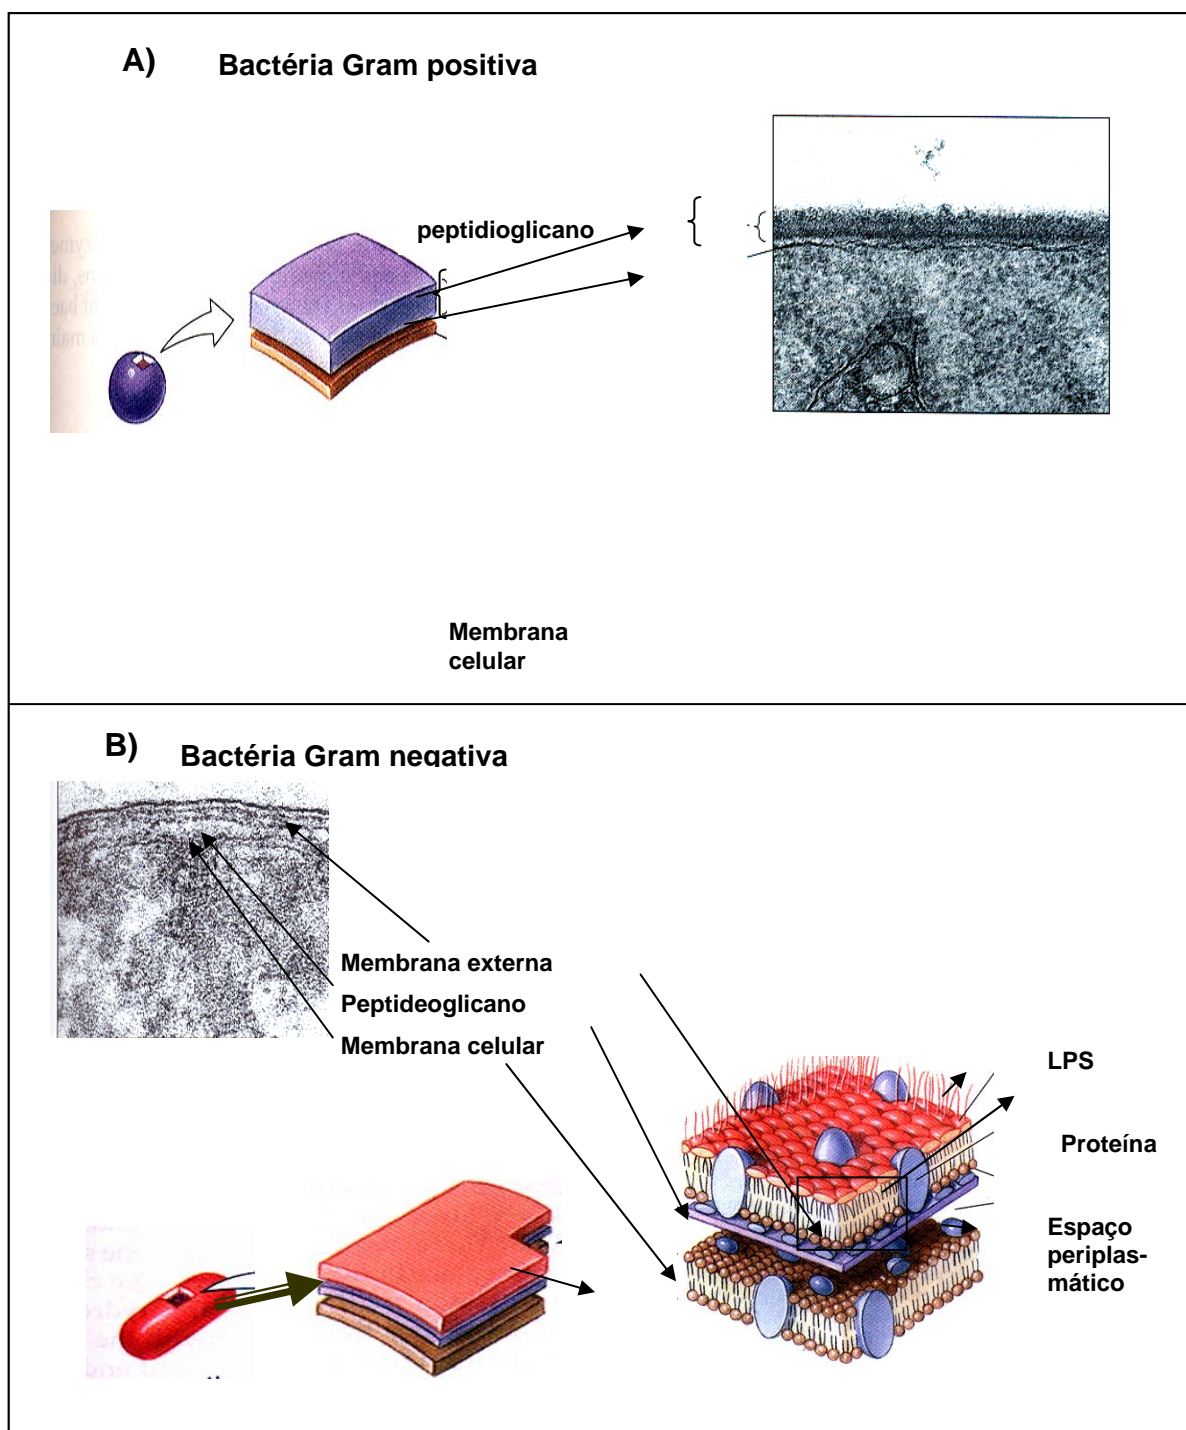 A) Bactéria Gram positiva
peptidioglicano
Membrana
celular
B) Bactéria Gram negativa
Membrana externa
Peptideoglicano
Membrana celular
LPS
Proteína
Espaço
periplas-
mático